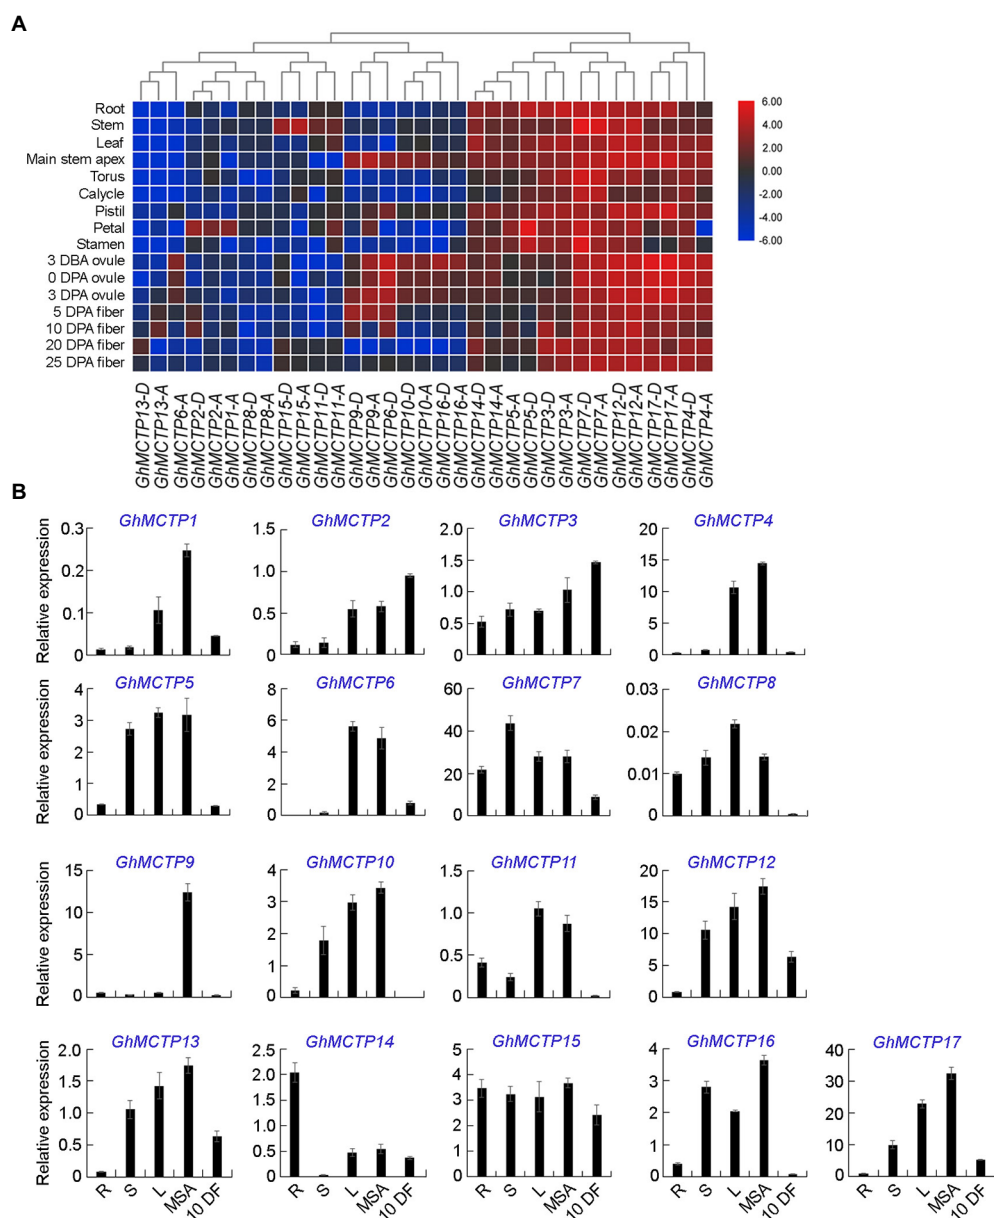 A
Root
Stem
Leaf
Main stem apex
Torus
Calycle
Pistil
Petal
Stamen
3 DBA ovule
0 DPA ovule
3 DPA ovule
5 DPA fiber
10 DPA fiber
20 DPA fiber
25 DPA fiber
6.00
4.00
2.00
0.00
-2.00
-4.00
-6.00
GhMCTP13-D
GhMCTP13-A
GhMCTP6-A
GhMCTP2-D
GhMCTP2-A
GhMCTP1-A
GhMCTP8-D
GhMCTP8-A
GhMCTP15-D
GhMCTP15-A
GhMCTP11-D
GhMCTP11-A
GhMCTP9-D
GhMCTP9-A
GhMCTP6-D
GhMCTP10-D
GhMCTP10-A
GhMCTP16-D
GhMCTP16-A
GhMCTP14-D
GhMCTP14-A
GhMCTP5-A
GhMCTP5-D
GhMCTP3-D
GhMCTP3-A
GhMCTP7-D
GhMCTP7-A
GhMCTP12-D
GhMCTP12-A
GhMCTP17-D
GhMCTP17-A
GhMCTP4-D
GhMCTP4-A
B
GhMCTP1
Relative expression
0.3
0.2
0.1
0
GhMCTP2
1.5
1.0
0.5
0
GhMCTP3
2.0
1.5
1.0
0.5
0
GhMCTP4
20
15
10
5
0
GhMCTP5
Relative expression
4
3
2
1
0
GhMCTP6
8
6
4
2
0
GhMCTP7
60
40
20
0
GhMCTP8
0.03
0.02
0.01
0
GhMCTP9
Relative expression
15
10
5
0
GhMCTP10
4
3
2
1
0
GhMCTP11
1.5
1.0
0.5
0
GhMCTP12
20
15
10
5
0
GhMCTP13
Relative expression
2.0
1.5
1.0
0.5
0
R
S
L
MSA
10 DF
GhMCTP14
2.5
2.0
1.5
1.0
0.5
0
R
S
L
MSA
10 DF
GhMCTP15
5
4
3
2
1
0
R
S
L
MSA
10 DF
GhMCTP16
4
3
2
1
0
R
S
L
MSA
10 DF
GhMCTP17
40
30
20
10
0
R
S
L
MSA
10 DF